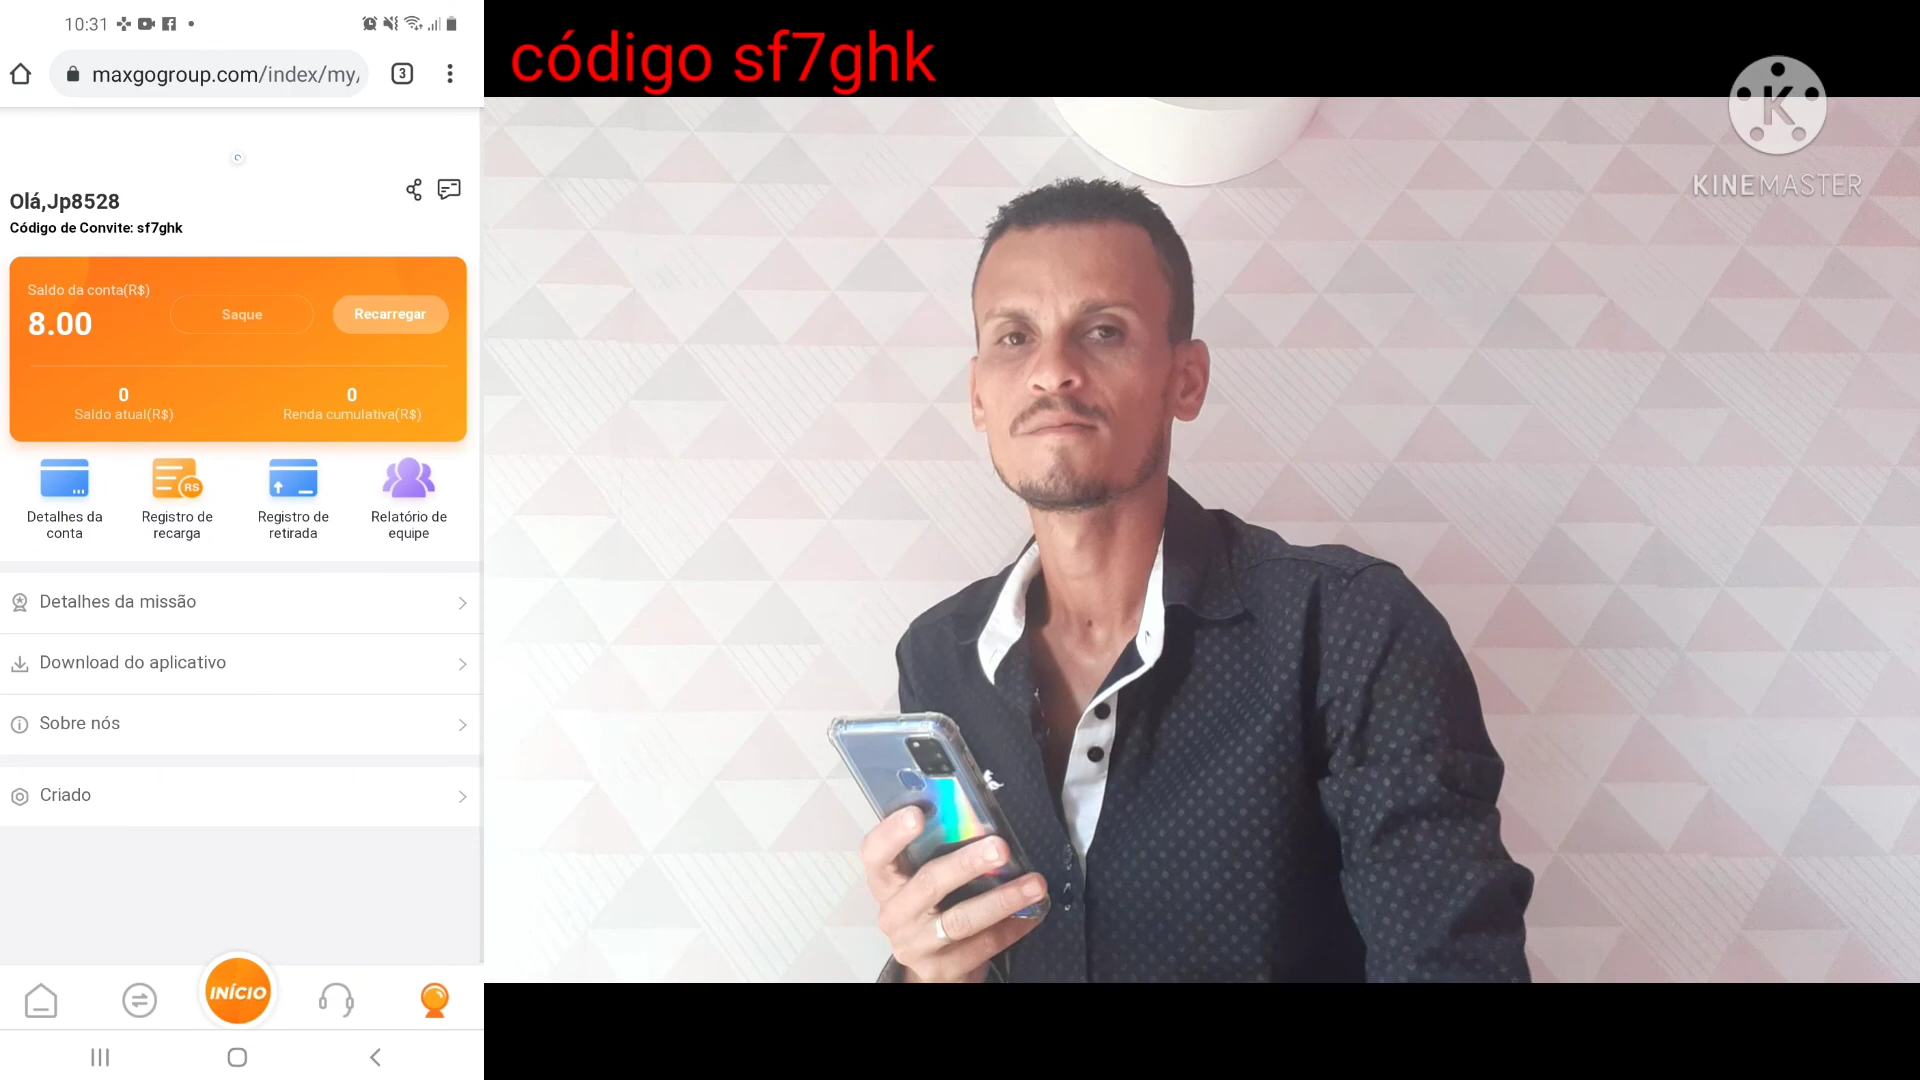 10:31
maxgogroup.com/index/my/
3
Olá,Jp8528
Código de Convite: sf7ghk
Saldo da conta(R$)
8.00
Saque
Recarregar
0
Saldo atual(R$)
0
Renda cumulativa(R$)
RS
Detalhes da
conta
Registro de
recarga
Registro de
retirada
Relatório de
equipe
Detalhes da missão
Download do aplicativo
Sobre nós
Criado
INÍCIO
código sf7ghk
K
KINEMASTER